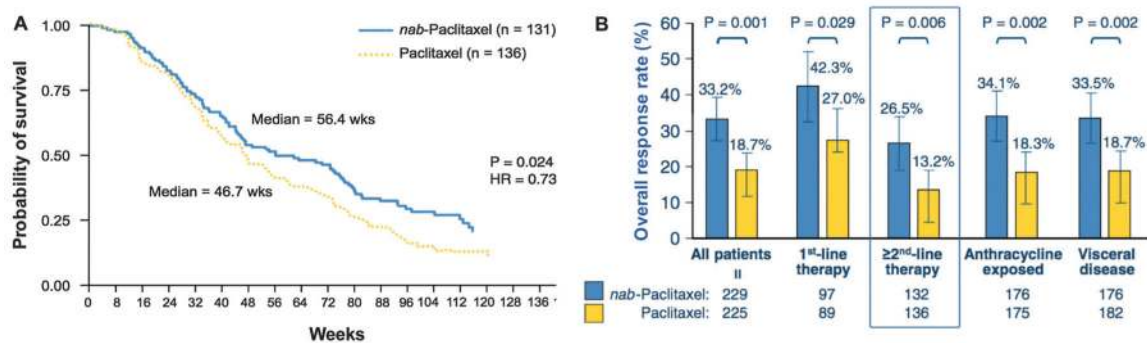 A
Probability of survival
1.00
0.75
0.50
0.25
0.00
nab-Paclitaxel (n = 131)
Paclitaxel (n = 136)
Median = 56.4 wks
Median = 46.7 wks
P = 0.024
HR = 0.73
0 8 16 24 32 40 48 56 64 72 80 88 96 104 112 120 128 136
Weeks
B
Overall response rate (%)
60
50
40
30
20
10
0
P = 0.001 P = 0.029 P = 0.006 P = 0.002 P = 0.002
33.2% 18.7% 42.3% 27.0% 26.5% 13.2% 34.1% 18.3% 33.5% 18.7%
All patients 1st-line therapy ≥2nd-line therapy Anthracycline exposed Visceral disease
=
nab-Paclitaxel: 229 97 132 176 176
Paclitaxel: 225 89 136 175 182